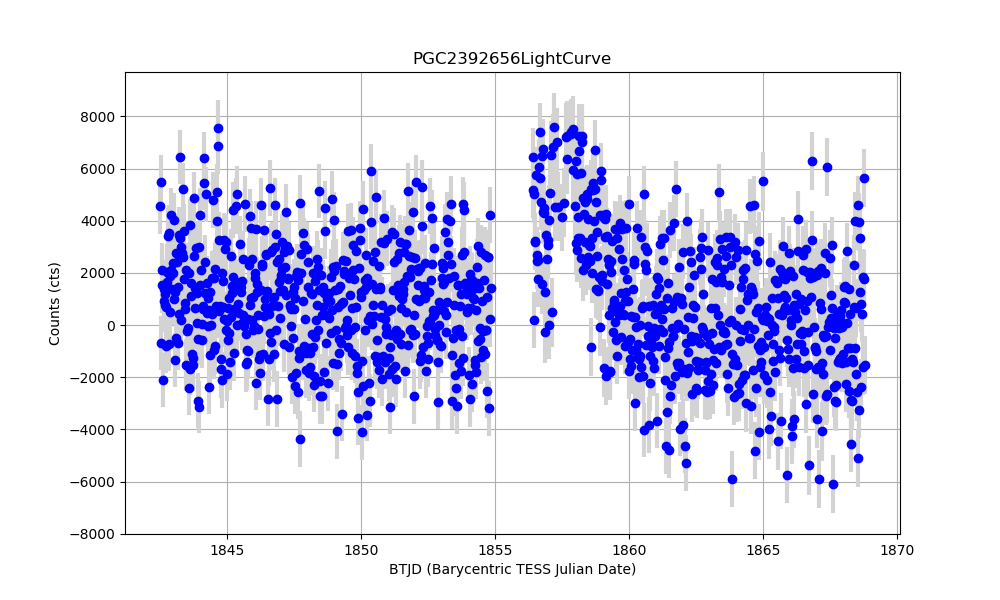 PGC2392656LightCurve
8000
6000
4000
2000
0
−2000
−4000
−6000
−8000
Counts (cts)
1845 1850 1855 1860 1865 1870
BTJD (Barycentric TESS Julian Date)